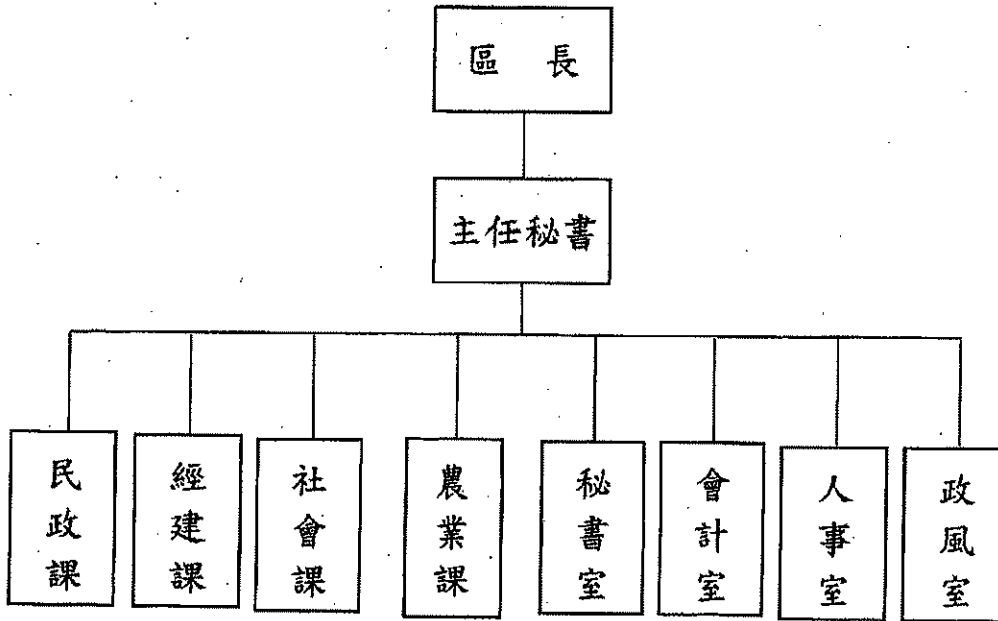 區 長
主任秘書
民政課
經建課
社會課
農業課
秘書室
會計室
人事室
政風室